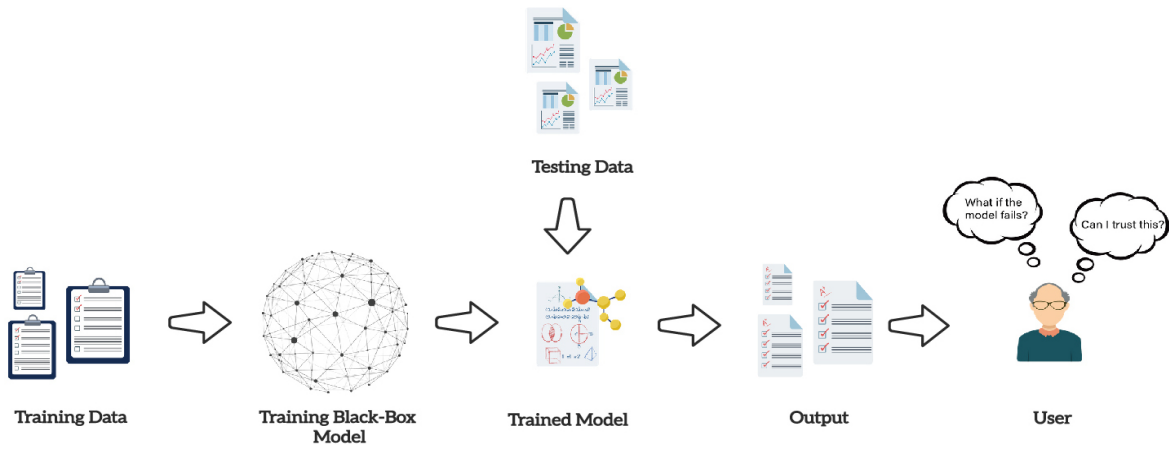 Testing Data
What if the
model fails?
Can I trust this?
Training Data
Training Black-Box
Model
Trained Model
Output
User